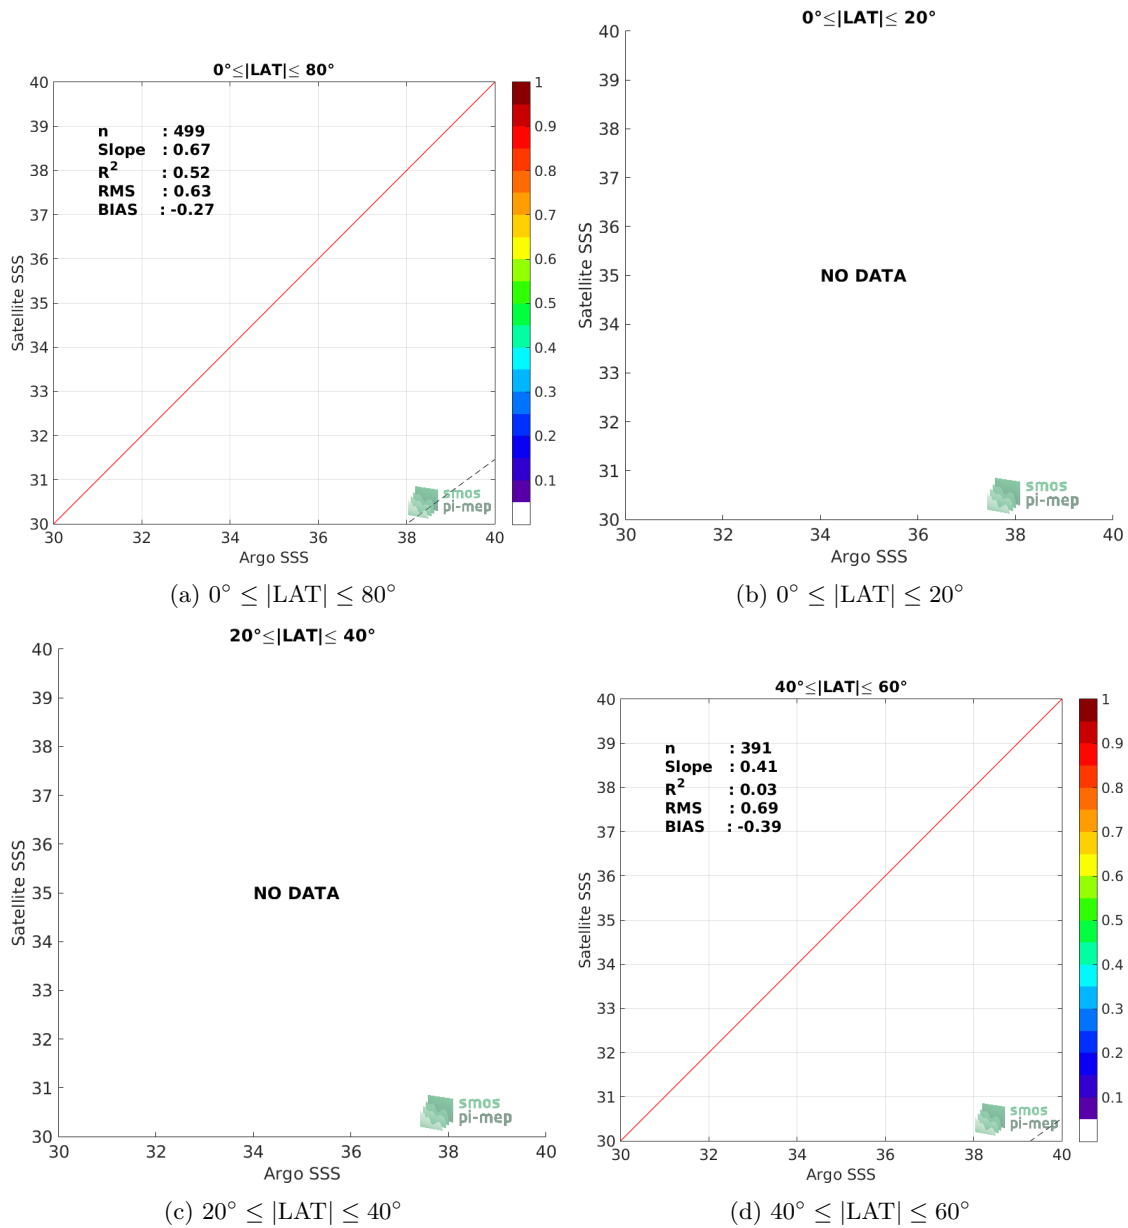 0°≤|LAT|≤ 80°
40
39
38
37
36
35
34
33
32
31
30
Satellite SSS
n : 499
Slope : 0.67
R² : 0.52
RMS : 0.63
BIAS : -0.27
smos
pi-mep
30 32 34 36 38 40
Argo SSS
1
0.9
0.8
0.7
0.6
0.5
0.4
0.3
0.2
0.1
(a) 0° ≤ |LAT| ≤ 80°
0°≤|LAT|≤ 20°
40
39
38
37
36
35
34
33
32
31
30
Satellite SSS
NO DATA
smos
pi-mep
30 32 34 36 38 40
Argo SSS
(b) 0° ≤ |LAT| ≤ 20°
20°≤|LAT|≤ 40°
40
39
38
37
36
35
34
33
32
31
30
Satellite SSS
NO DATA
smos
pi-mep
30 32 34 36 38 40
Argo SSS
(c) 20° ≤ |LAT| ≤ 40°
40°≤|LAT|≤ 60°
40
39
38
37
36
35
34
33
32
31
30
Satellite SSS
n : 391
Slope : 0.41
R² : 0.03
RMS : 0.69
BIAS : -0.39
smos
pi-mep
30 32 34 36 38 40
Argo SSS
1
0.9
0.8
0.7
0.6
0.5
0.4
0.3
0.2
0.1
(d) 40° ≤ |LAT| ≤ 60°